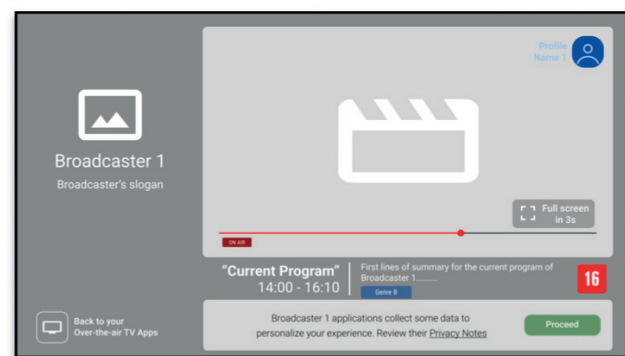 Profile
Name 1
Broadcaster 1
Broadcaster's slogan
Full screen
in 3s
ON AIR
"Current Program"
14:00 - 16:10
First lines of summary for the current program of
Broadcaster 1.........
Genre B
16
Back to your
Over-the-air TV Apps
Broadcaster 1 applications collect some data to
personalize your experience. Review their Privacy Notes
Proceed